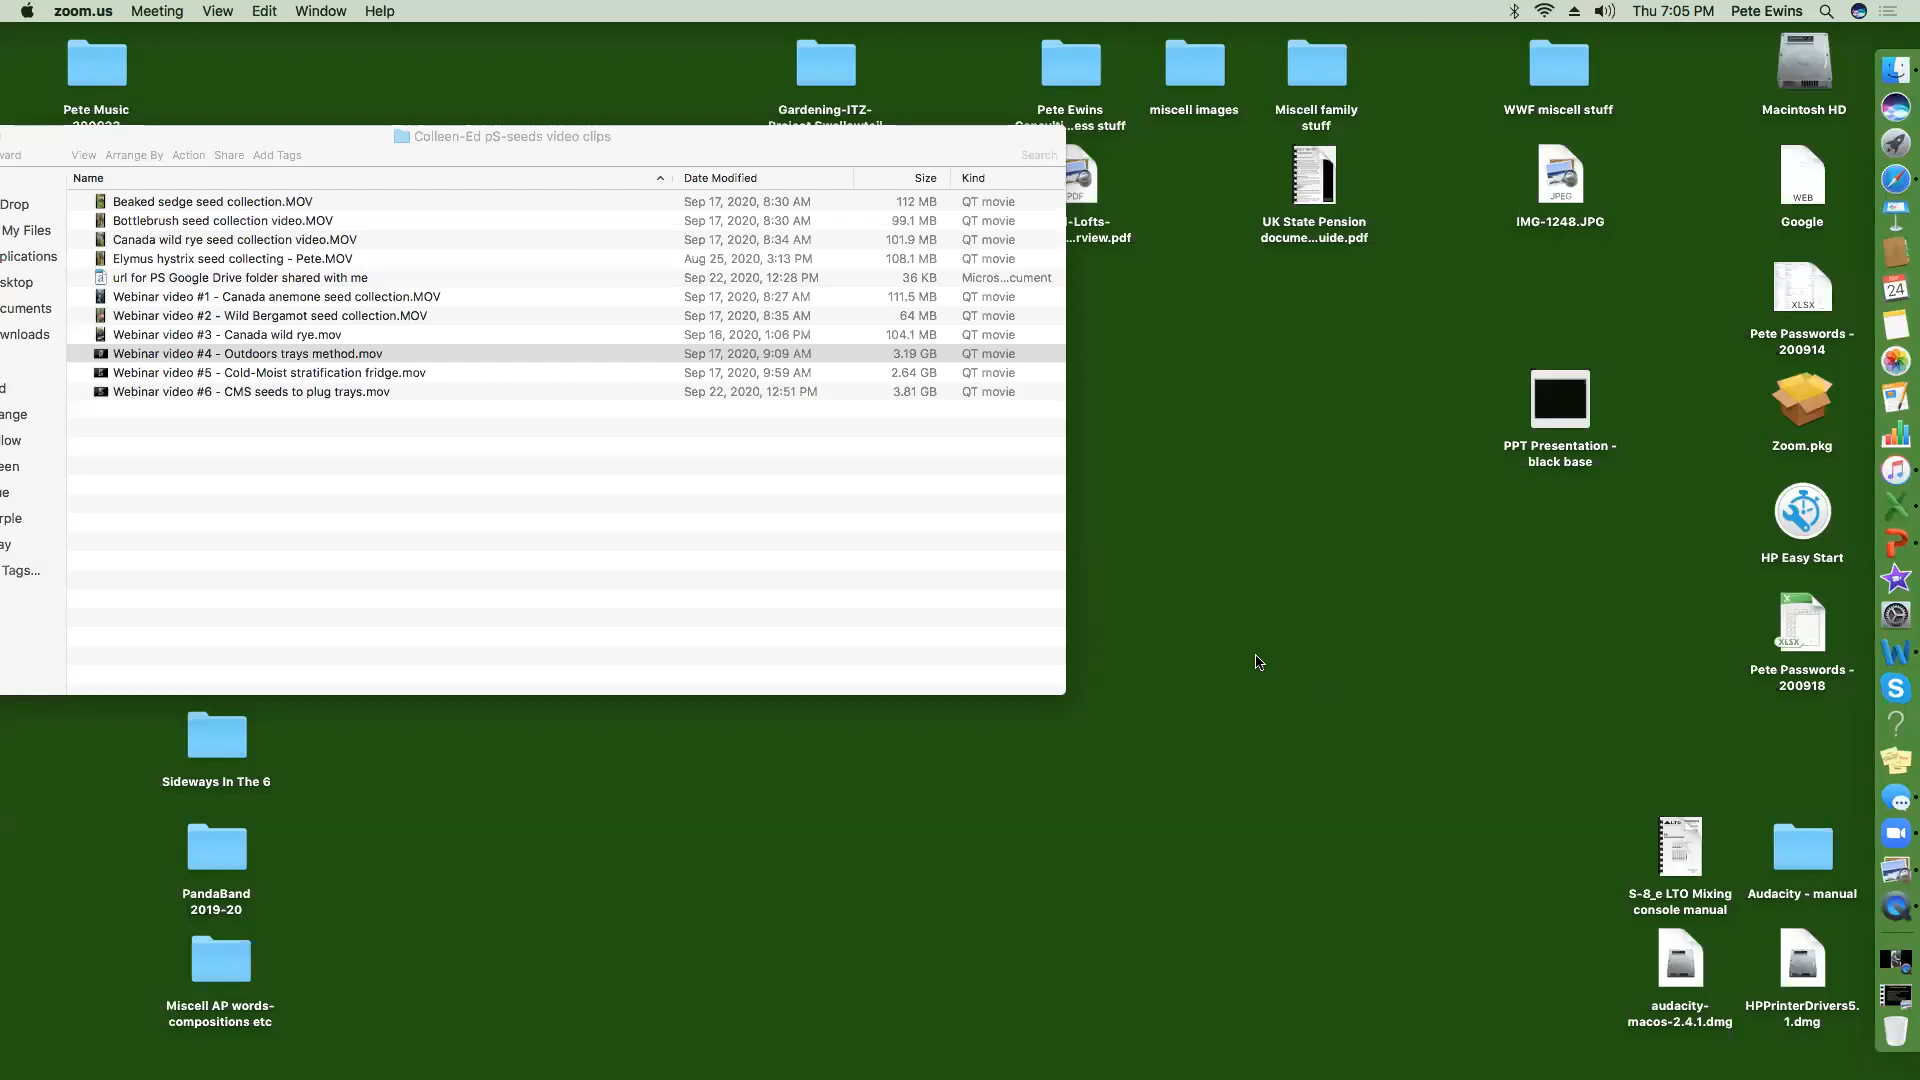 zoom.us Meeting View Edit Window Help Thu 7:05 PM Pete Ewins
Pete Music
Gardening-ITZ-
Pete Ewins
miscell images
Miscell family
stuff
WWF miscell stuff
Macintosh HD
...ess stuff
Colleen-Ed pS-seeds video clips
ward View Arrange By Action Share Add Tags Search
Name Date Modified Size Kind
Beaked sedge seed collection.MOV Sep 17, 2020, 8:30 AM 112 MB QT movie
Bottlebrush seed collection video.MOV Sep 17, 2020, 8:30 AM 99.1 MB QT movie
Canada wild rye seed collection video.MOV Sep 17, 2020, 8:34 AM 101.9 MB QT movie
Elymus hystrix seed collecting - Pete.MOV Aug 25, 2020, 3:13 PM 108.1 MB QT movie
url for PS Google Drive folder shared with me Sep 22, 2020, 12:28 PM 36 KB Micros...cument
Webinar video #1 - Canada anemone seed collection.MOV Sep 17, 2020, 8:27 AM 111.5 MB QT movie
Webinar video #2 - Wild Bergamot seed collection.MOV Sep 17, 2020, 8:35 AM 64 MB QT movie
Webinar video #3 - Canada wild rye.mov Sep 16, 2020, 1:06 PM 104.1 MB QT movie
Webinar video #4 - Outdoors trays method.mov Sep 17, 2020, 9:09 AM 3.19 GB QT movie
Webinar video #5 - Cold-Moist stratification fridge.mov Sep 17, 2020, 9:59 AM 2.64 GB QT movie
Webinar video #6 - CMS seeds to plug trays.mov Sep 22, 2020, 12:51 PM 3.81 GB QT movie
Drop
My Files
plications
sktop
cuments
wnloads
d
ange
low
een
e
rple
ay
Tags...
PDF
l-Lofts-
...rview.pdf
UK State Pension
docume...uide.pdf
JPEG
IMG-1248.JPG
WEB
Google
24
XLSX
Pete Passwords -
200914
PPT Presentation -
black base
Zoom.pkg
HP Easy Start
XLSX
Pete Passwords -
200918
Sideways In The 6
PandaBand
2019-20
Miscell AP words-
compositions etc
LTO
S-8_e LTO Mixing
console manual
Audacity - manual
audacity-
macos-2.4.1.dmg
HPPrinterDrivers5.
1.dmg